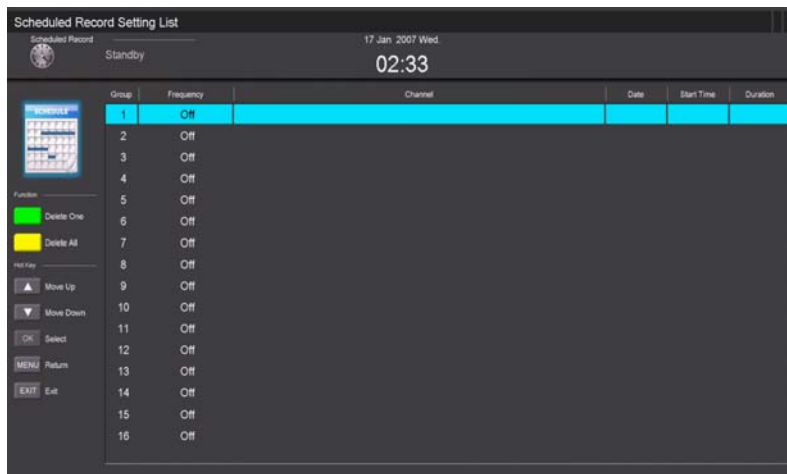 Scheduled Record Setting List
Scheduled Record
Standby
17 Jan 2007 Wed.
02:33
Group Frequency Channel Date Start Time Duration
SCHEDULE
1 Off
2 Off
3 Off
4 Off
5 Off
6 Off
7 Off
8 Off
9 Off
10 Off
11 Off
12 Off
13 Off
14 Off
15 Off
16 Off
Function
Delete One
Delete All
Hot Key
Move Up
Move Down
OK Select
MENU Return
EXIT Exit